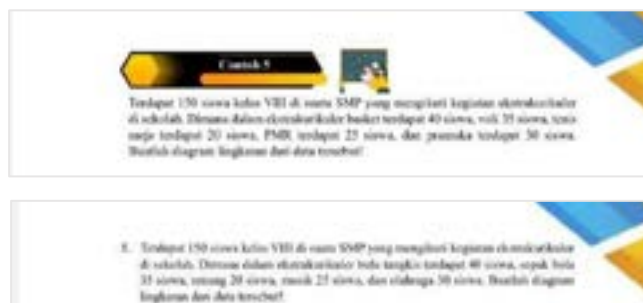 Contoh 5
Terdapat 150 siswa kelas VIII di suatu SMP yang mengikuti kegiatan ekstrakurikuler
di sekolah. Dimana dalam ekstrakurikuler basket terdapat 40 siswa, voli 35 siswa, tenis
meja terdapat 20 siswa, PMR terdapat 25 siswa, dan pramuka terdapat 30 siswa.
Buatlah diagram lingkaran dari data tersebut!
5. Terdapat 150 siswa kelas VIII di suatu SMP yang mengikuti kegiatan ekstrakurikuler
di sekolah. Dimana dalam ekstrakurikuler bulu tangkis terdapat 40 siswa, sepak bola
35 siswa, renang 20 siswa, musik 25 siswa, dan olahraga 30 siswa. Buatlah diagram
lingkaran dari data tersebut!